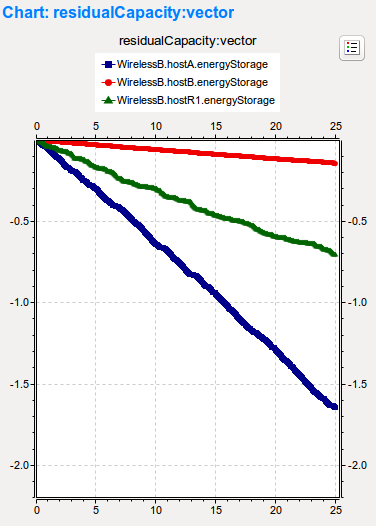 Chart: residualCapacity:vector
residualCapacity:vector
WirelessB.hostA.energyStorage
WirelessB.hostB.energyStorage
WirelessB.hostR1.energyStorage
0 5 10 15 20 25
-0.5 -0.5
-1.0 -1.0
-1.5 -1.5
-2.0 -2.0
0 5 10 15 20 25